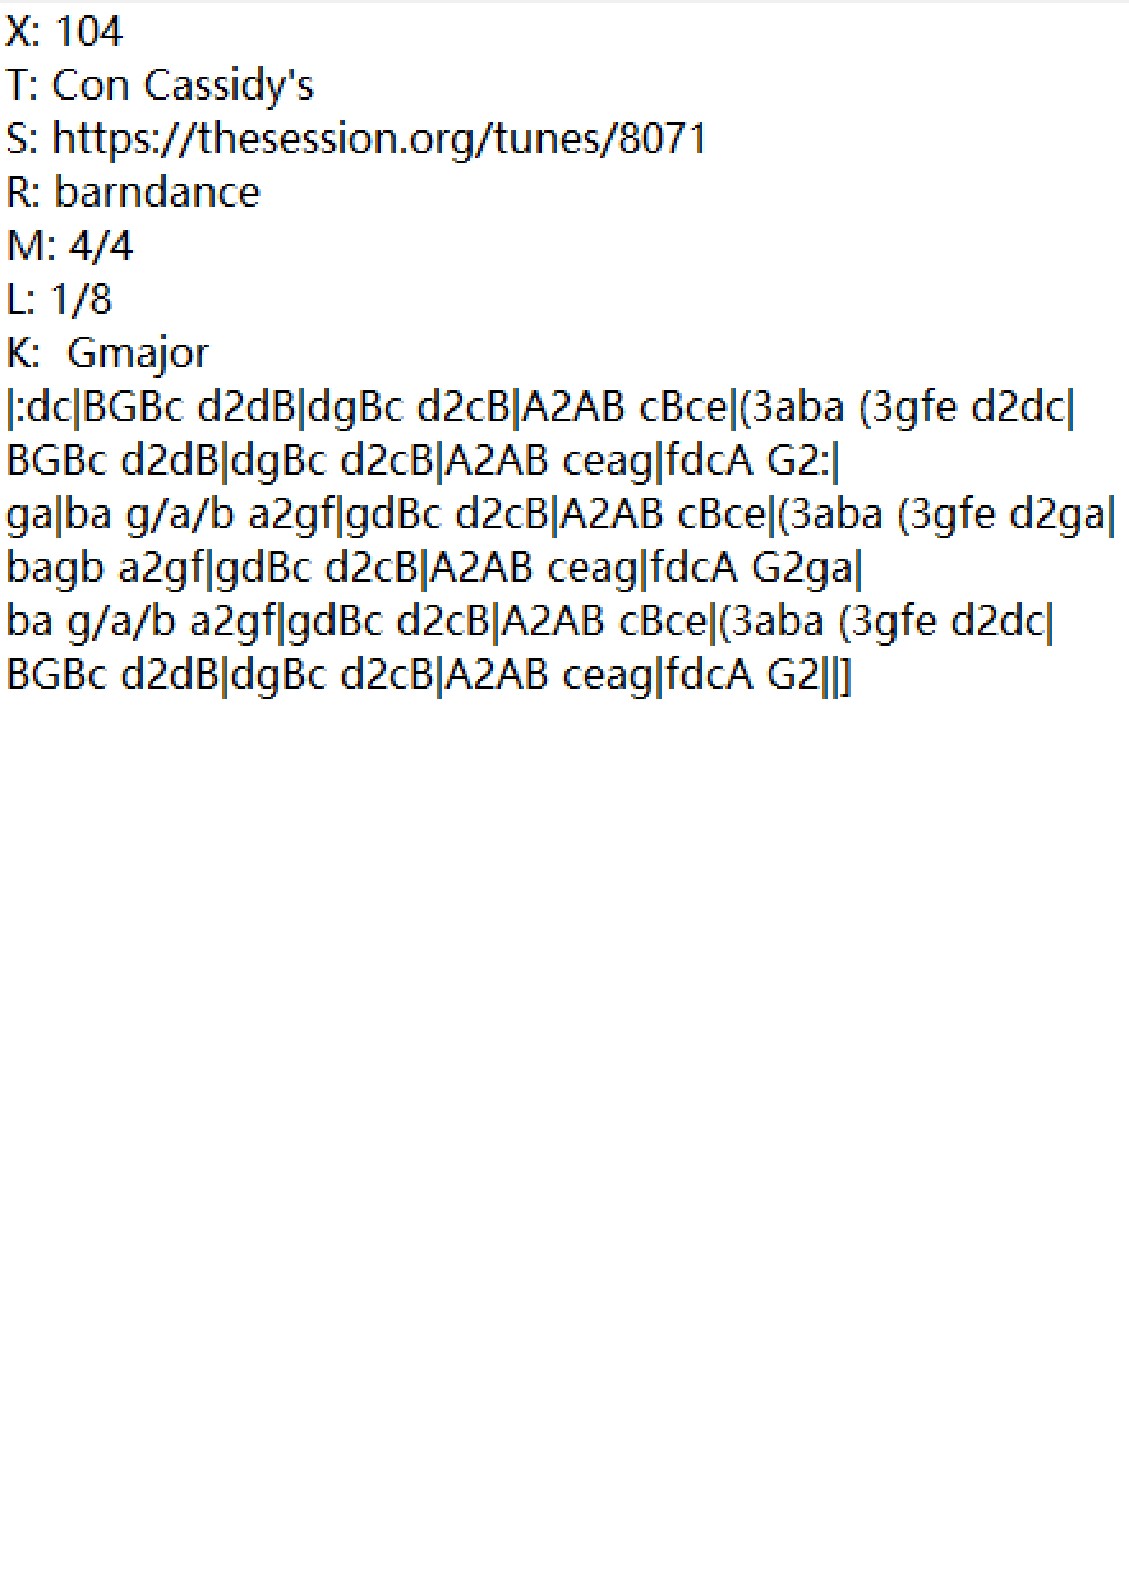 X: 104
T: Con Cassidy's
S: https://thesession.org/tunes/8071
R: barndance
M: 4/4
L: 1/8
K:  Gmajor
|:dc|BGBc d2dB|dgBc d2cB|A2AB cBce|(3aba (3gfe d2dc|
BGBc d2dB|dgBc d2cB|A2AB ceag|fdcA G2:|
ga|ba g/a/b a2gf|gdBc d2cB|A2AB cBce|(3aba (3gfe d2ga|
bagb a2gf|gdBc d2cB|A2AB ceag|fdcA G2ga|
ba g/a/b a2gf|gdBc d2cB|A2AB cBce|(3aba (3gfe d2dc|
BGBc d2dB|dgBc d2cB|A2AB ceag|fdcA G2||]